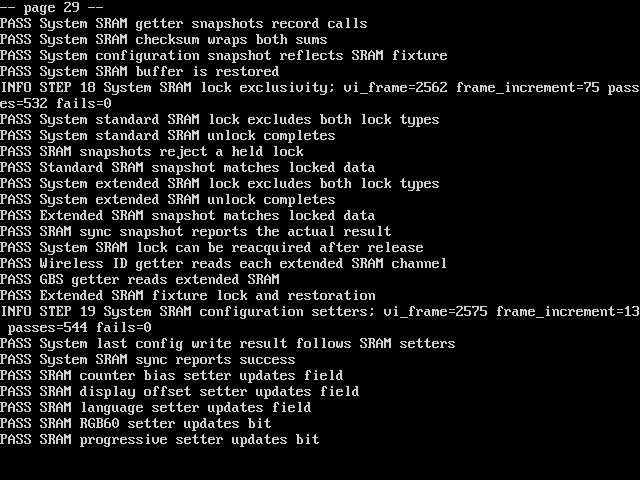 -- page 29 --
PASS System SRAM getter snapshots record calls
PASS System SRAM checksum wraps both sums
PASS System configuration snapshot reflects SRAM fixture
PASS System SRAM buffer is restored
INFO STEP 18 System SRAM lock exclusivity; vi_frame=2562 frame_increment=75 pass
es=532 fails=0
PASS System standard SRAM lock excludes both lock types
PASS System standard SRAM unlock completes
PASS SRAM snapshots reject a held lock
PASS Standard SRAM snapshot matches locked data
PASS System extended SRAM lock excludes both lock types
PASS System extended SRAM unlock completes
PASS Extended SRAM snapshot matches locked data
PASS SRAM sync snapshot reports the actual result
PASS System SRAM lock can be reacquired after release
PASS Wireless ID getter reads each extended SRAM channel
PASS GBS getter reads extended SRAM
PASS Extended SRAM fixture lock and restoration
INFO STEP 19 System SRAM configuration setters; vi_frame=2575 frame_increment=13
 passes=544 fails=0
PASS System last config write result follows SRAM setters
PASS System SRAM sync reports success
PASS SRAM counter bias setter updates field
PASS SRAM display offset setter updates field
PASS SRAM language setter updates field
PASS SRAM RGB60 setter updates bit
PASS SRAM progressive setter updates bit